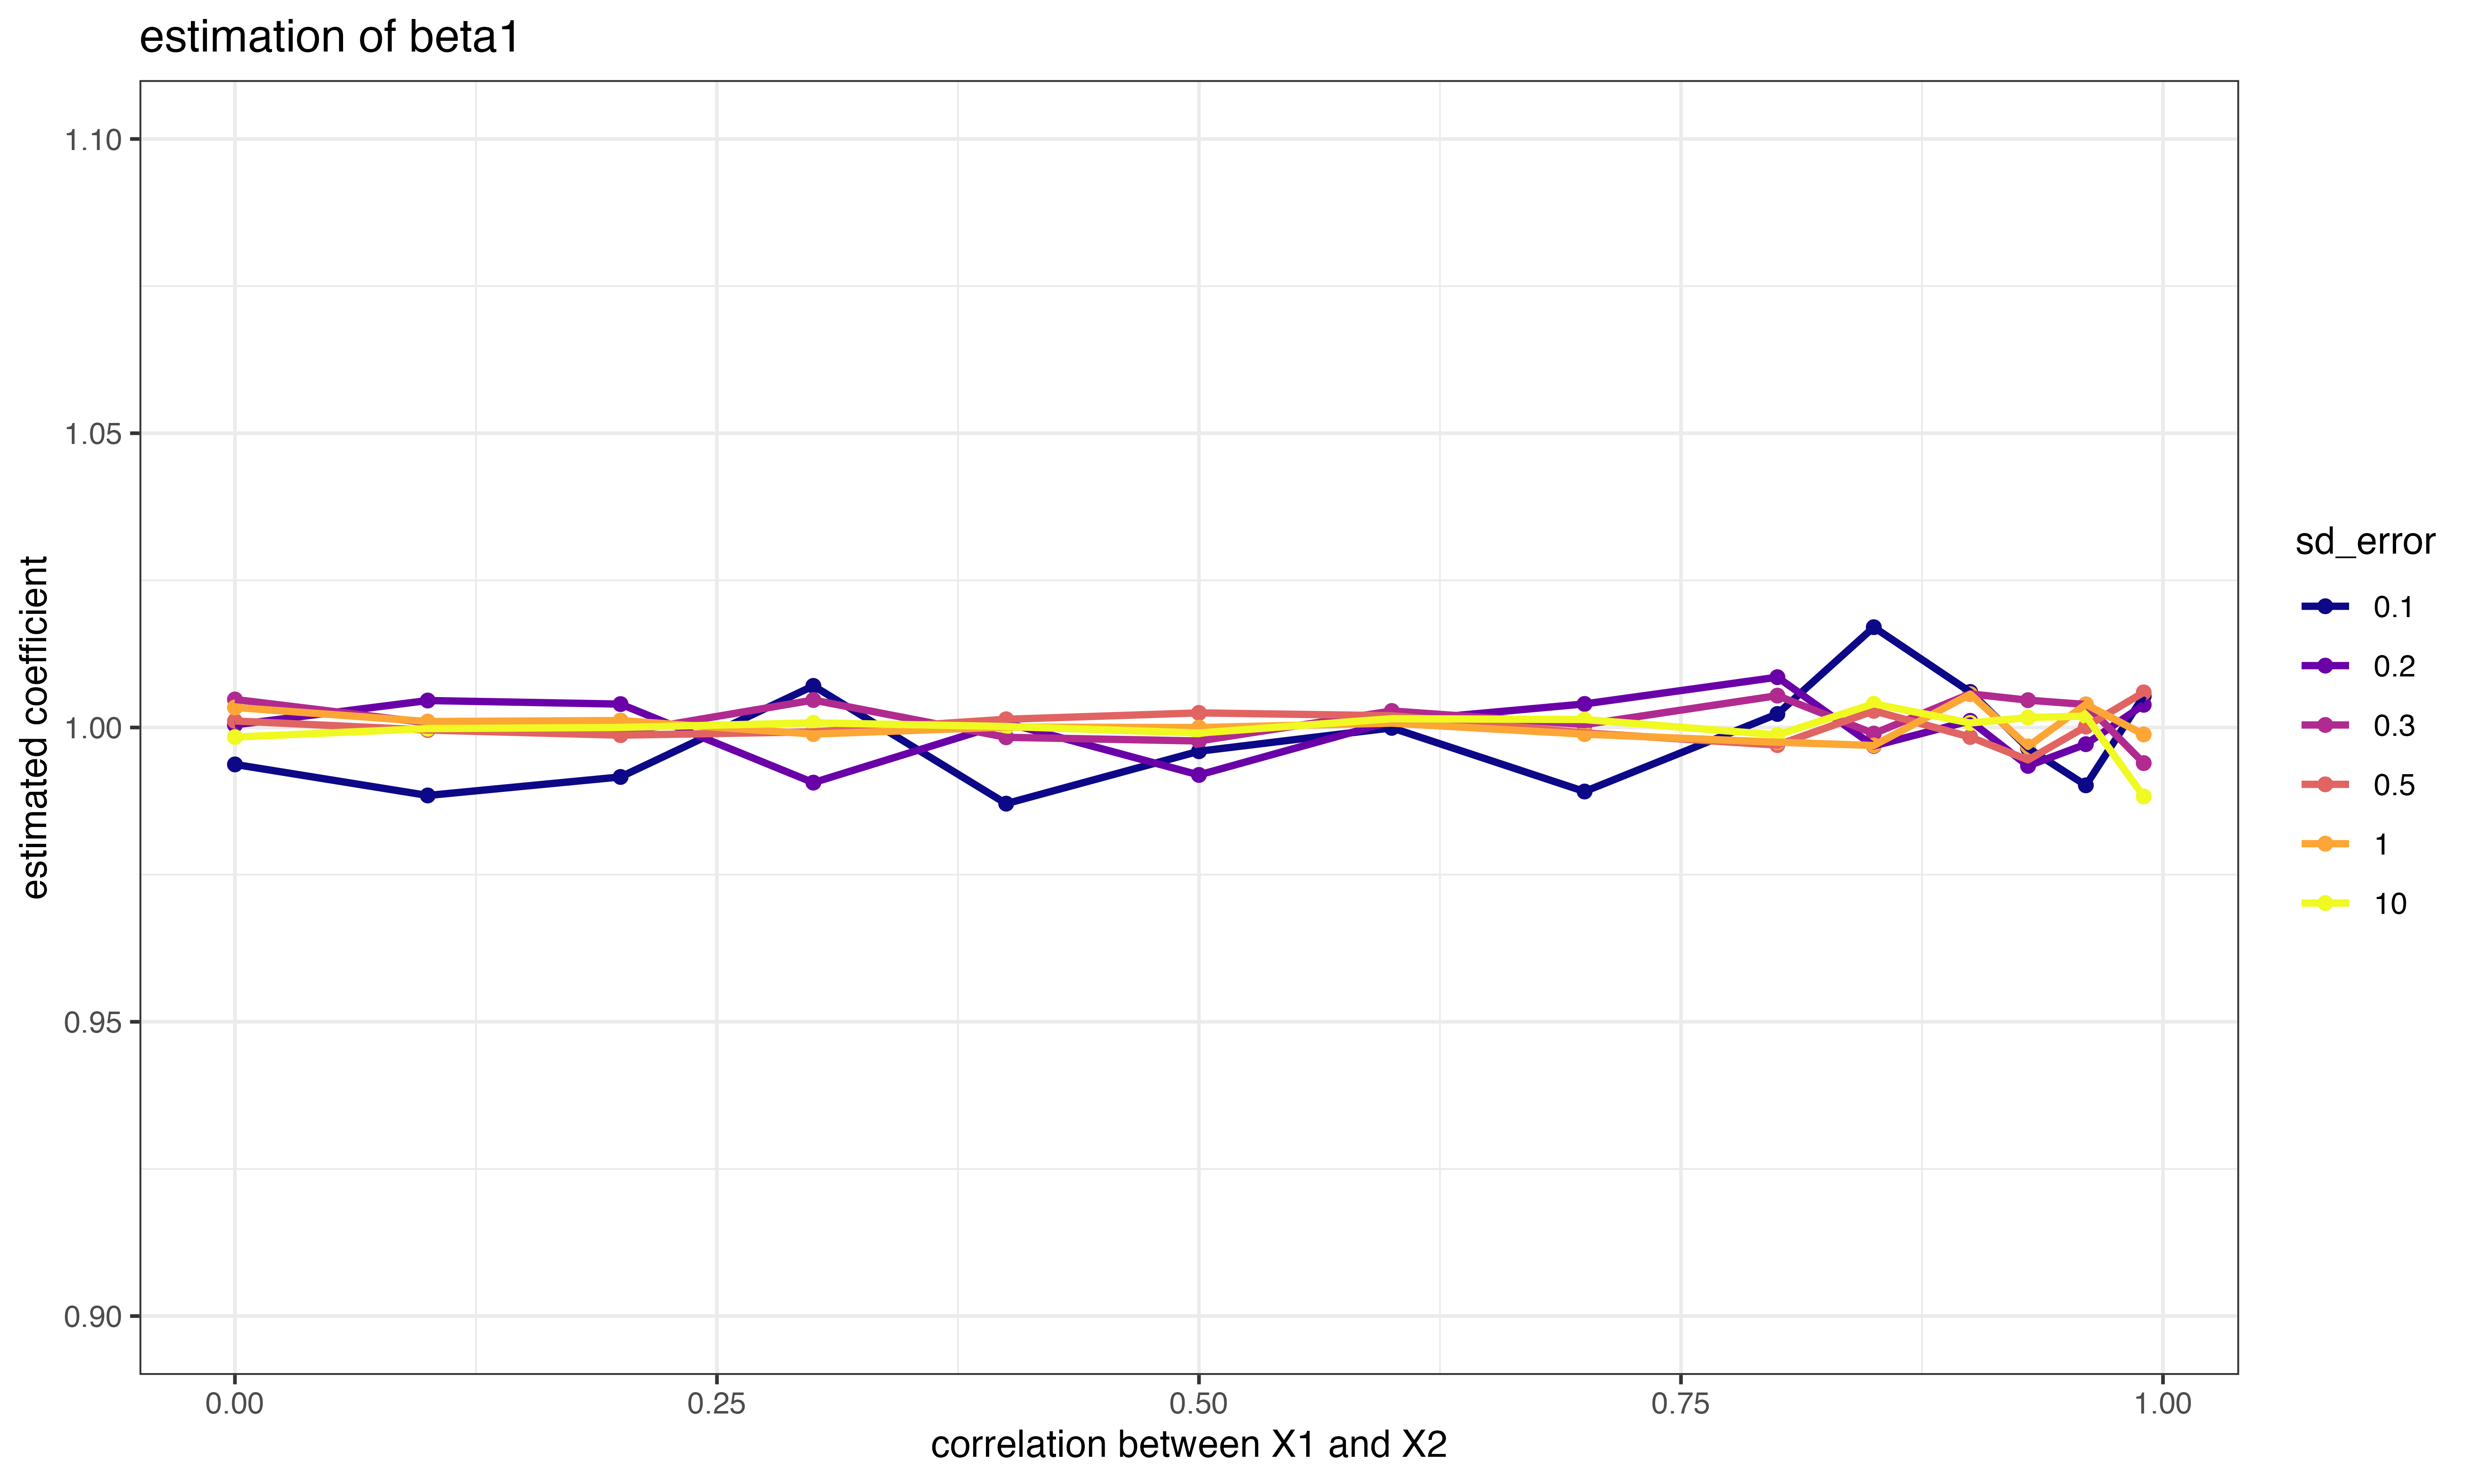 estimation of beta1
1.10
1.05
1.00
0.95
0.90
estimated coefficient
0.00 0.25 0.50 0.75 1.00
correlation between X1 and X2
sd_error
0.1
0.2
0.3
0.5
1
10